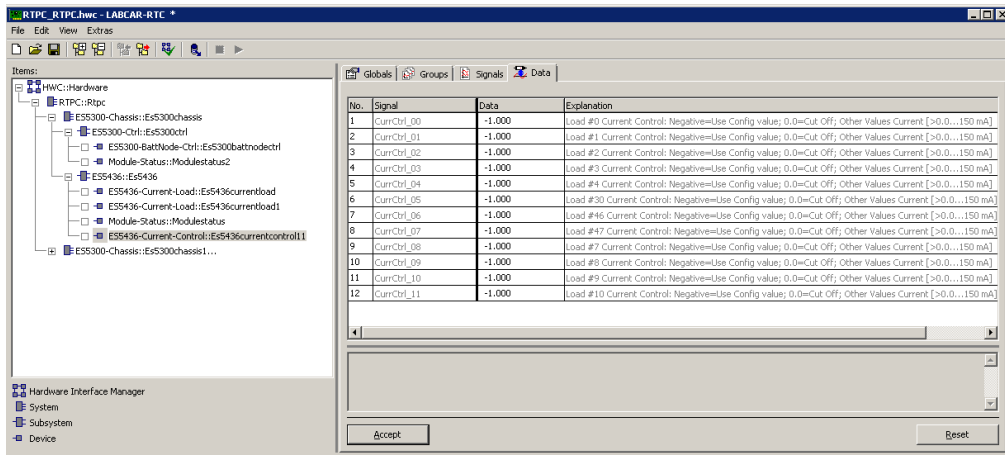 RTPC_RTPC.hwc - LABCAR-RTC *
File Edit View Extras
Items:
HWC::Hardware
RTPC::Rtpc
ES5300-Chassis::Es5300chassis
ES5300-Ctrl::Es5300ctrl
ES5300-BattNode-Ctrl::Es5300battnodectrl
Module-Status::Modulestatus2
ES5436::Es5436
ES5436-Current-Load::Es5436currentload
ES5436-Current-Load::Es5436currentload1
Module-Status::Modulestatus
ES5436-Current-Control::Es5436currentcontrol11
ES5300-Chassis::Es5300chassis1...
Hardware Interface Manager
System
Subsystem
Device
Globals Groups Signals Data
No. Signal Data Explanation
1 CurrCtrl_00 -1.000 Load #0 Current Control: Negative=Use Config value; 0.0=Cut Off; Other Values Current [>0.0...150 mA]
2 CurrCtrl_01 -1.000 Load #1 Current Control: Negative=Use Config value; 0.0=Cut Off; Other Values Current [>0.0...150 mA]
3 CurrCtrl_02 -1.000 Load #2 Current Control: Negative=Use Config value; 0.0=Cut Off; Other Values Current [>0.0...150 mA]
4 CurrCtrl_03 -1.000 Load #3 Current Control: Negative=Use Config value; 0.0=Cut Off; Other Values Current [>0.0...150 mA]
5 CurrCtrl_04 -1.000 Load #4 Current Control: Negative=Use Config value; 0.0=Cut Off; Other Values Current [>0.0...150 mA]
6 CurrCtrl_05 -1.000 Load #30 Current Control: Negative=Use Config value; 0.0=Cut Off; Other Values Current [>0.0...150 mA]
7 CurrCtrl_06 -1.000 Load #46 Current Control: Negative=Use Config value; 0.0=Cut Off; Other Values Current [>0.0...150 mA]
8 CurrCtrl_07 -1.000 Load #47 Current Control: Negative=Use Config value; 0.0=Cut Off; Other Values Current [>0.0...150 mA]
9 CurrCtrl_08 -1.000 Load #7 Current Control: Negative=Use Config value; 0.0=Cut Off; Other Values Current [>0.0...150 mA]
10 CurrCtrl_09 -1.000 Load #8 Current Control: Negative=Use Config value; 0.0=Cut Off; Other Values Current [>0.0...150 mA]
11 CurrCtrl_10 -1.000 Load #9 Current Control: Negative=Use Config value; 0.0=Cut Off; Other Values Current [>0.0...150 mA]
12 CurrCtrl_11 -1.000 Load #10 Current Control: Negative=Use Config value; 0.0=Cut Off; Other Values Current [>0.0...150 mA]
Accept Reset